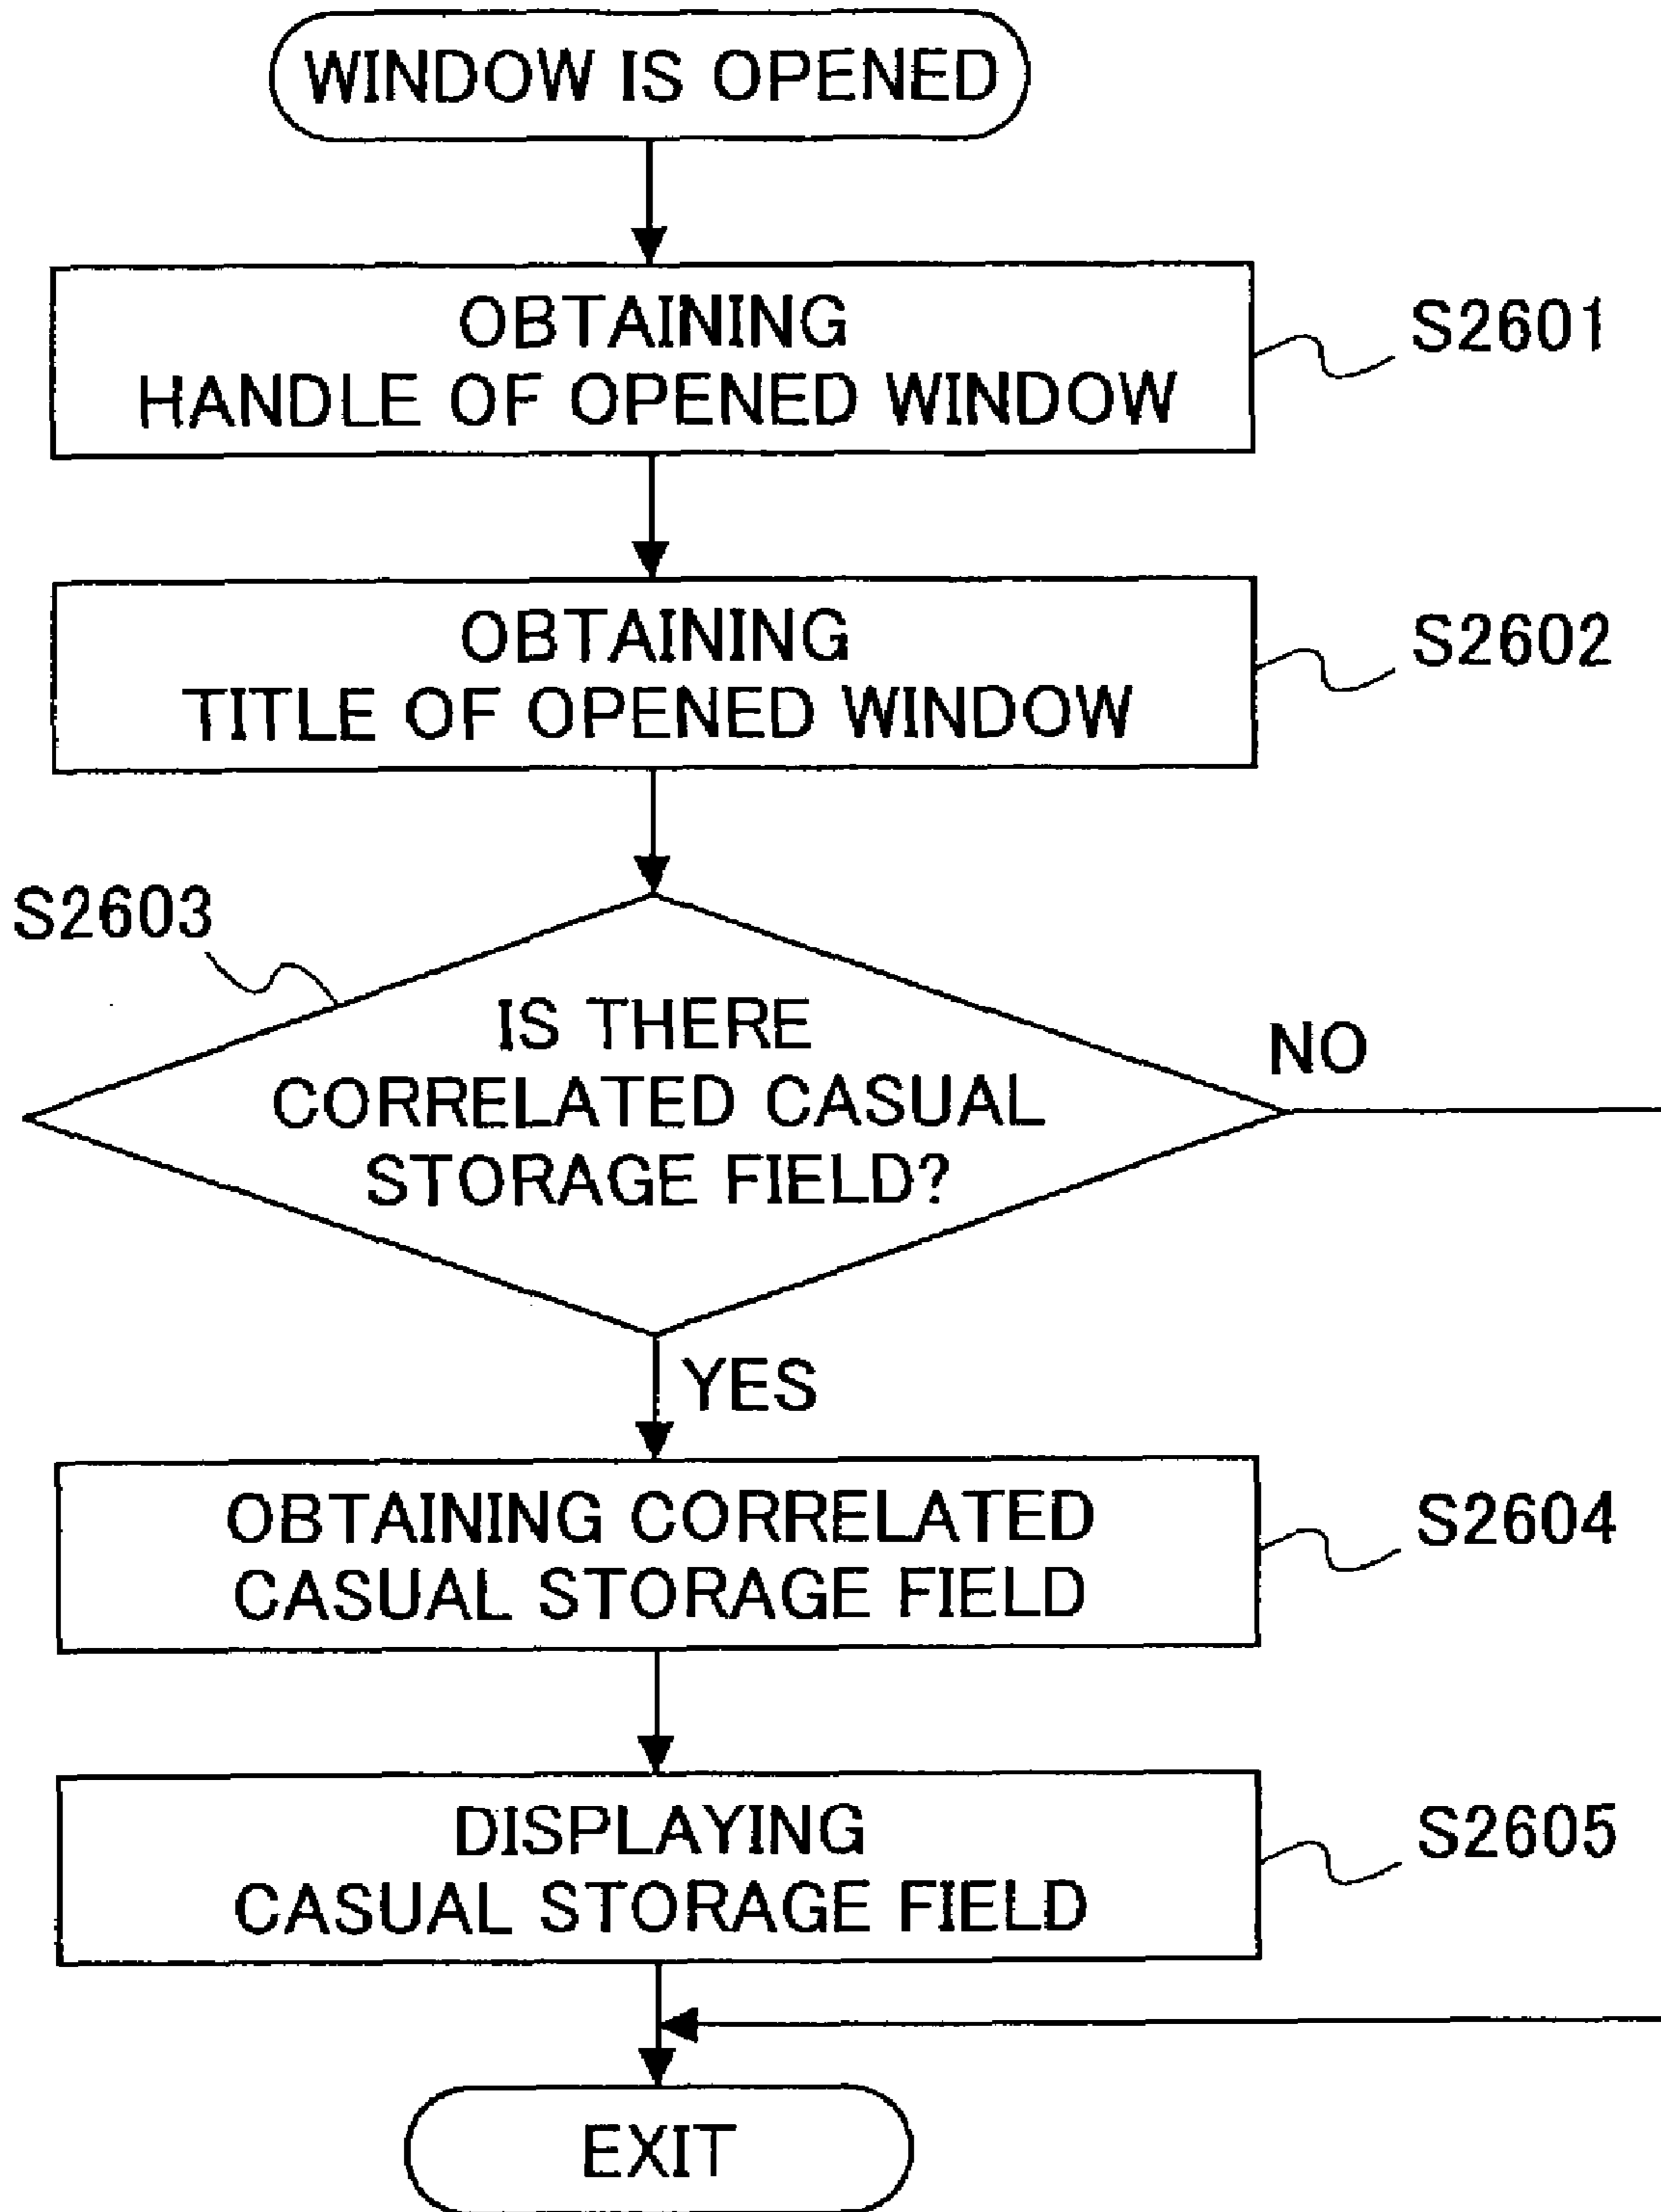 WINDOW IS OPENED
OBTAINING
HANDLE OF OPENED WINDOW
S2601
OBTAINING
TITLE OF OPENED WINDOW
S2602
S2603
IS THERE
CORRELATED CASUAL
STORAGE FIELD?
NO
YES
OBTAINING CORRELATED
CASUAL STORAGE FIELD
S2604
DISPLAYING
CASUAL STORAGE FIELD
S2605
EXIT